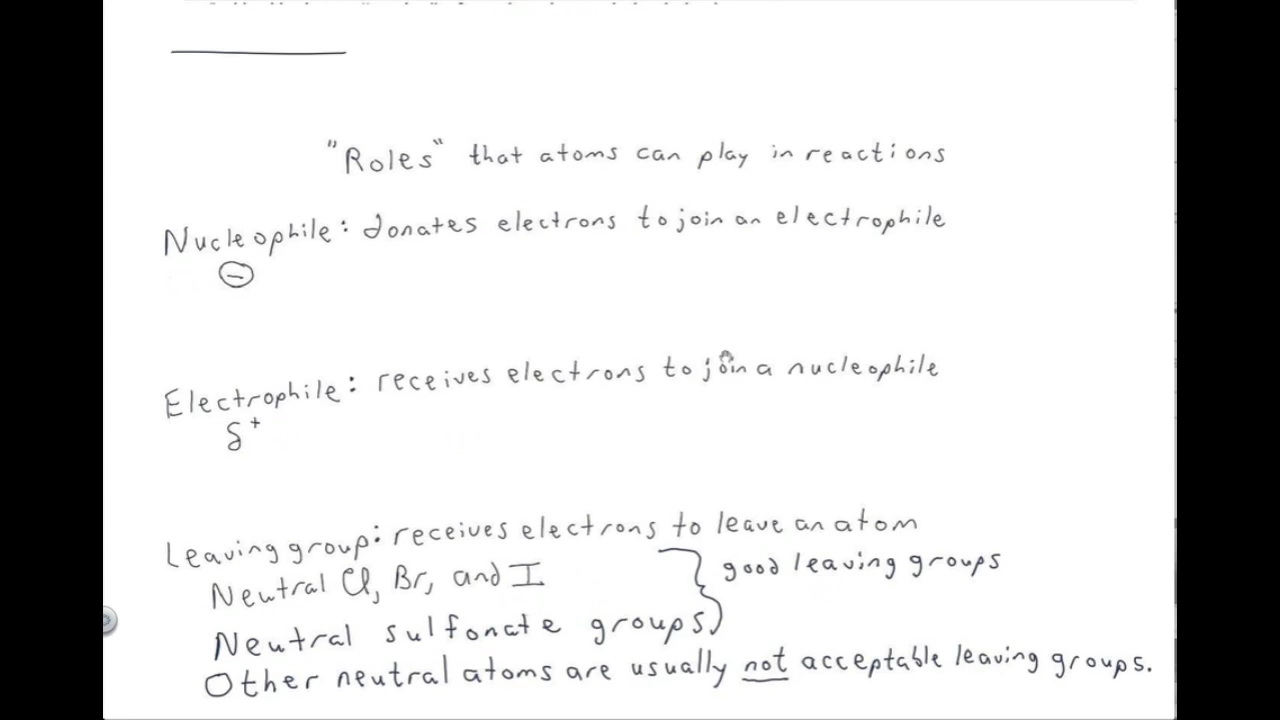 "Roles" that atoms can play in reactions
Nucleophile: donates electrons to join an electrophile
⊖
Electrophile: receives electrons to join a nucleophile
δ+
Leaving group: receives electrons to leave an atom
Neutral Cl, Br, and I
good leaving groups
Neutral sulfonate groups
Other neutral atoms are usually not acceptable leaving groups.